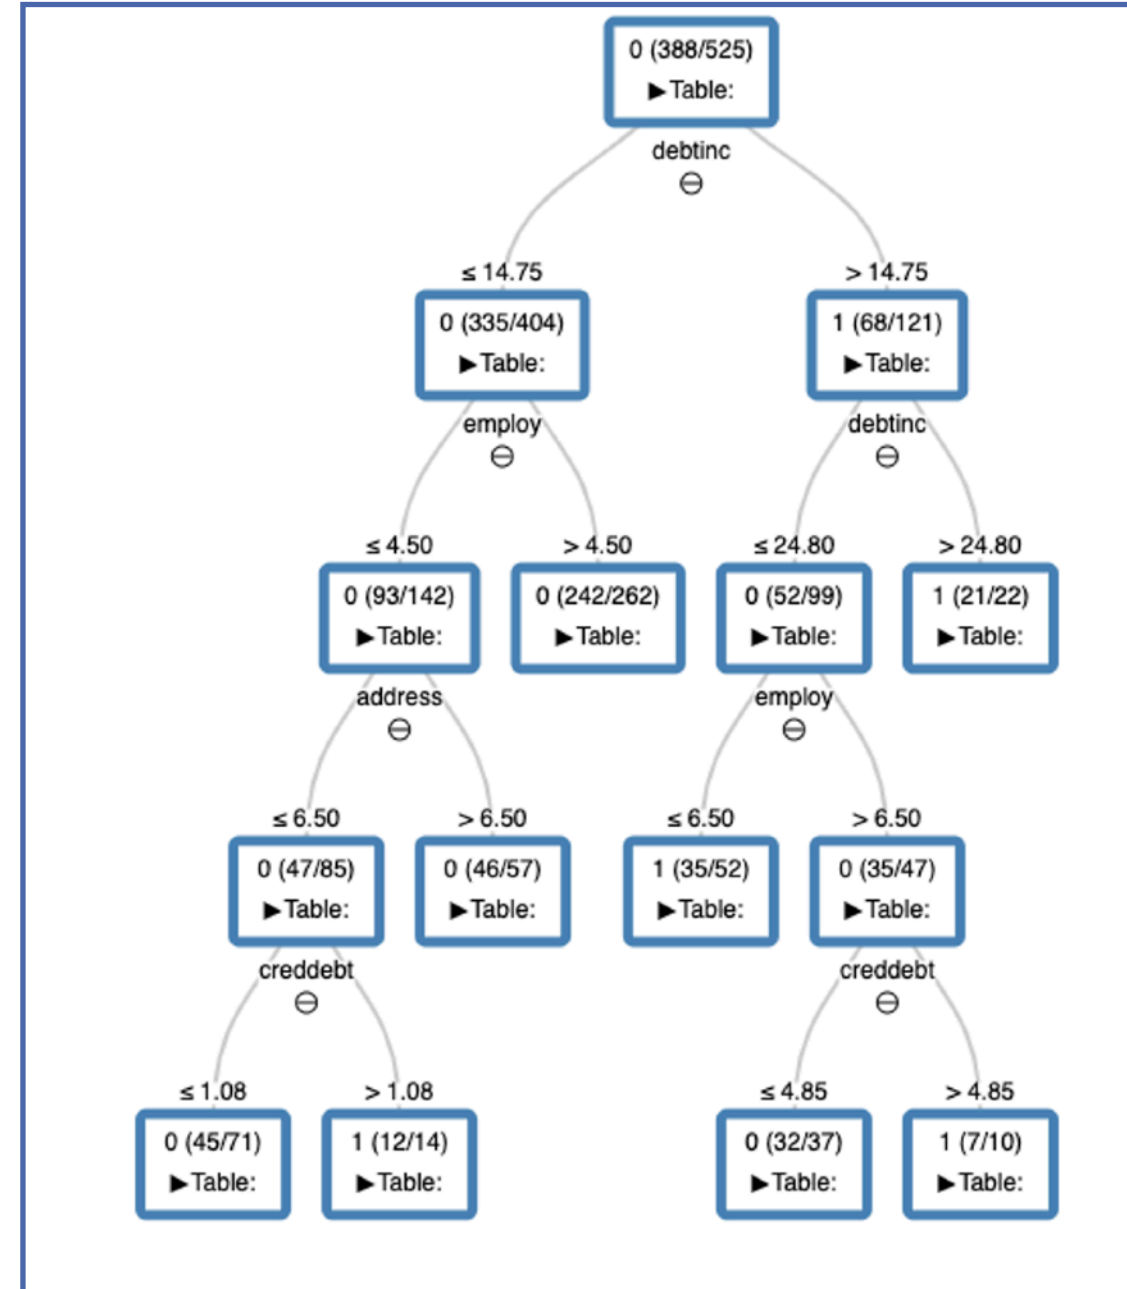 0 (388/525)
▶Table:
debtinc
≤ 14.75
> 14.75
0 (335/404)
▶Table:
1 (68/121)
▶Table:
employ
debtinc
≤ 4.50
> 4.50
≤ 24.80
> 24.80
0 (93/142)
▶Table:
0 (242/262)
▶Table:
0 (52/99)
▶Table:
1 (21/22)
▶Table:
address
employ
≤ 6.50
> 6.50
≤ 6.50
> 6.50
0 (47/85)
▶Table:
0 (46/57)
▶Table:
1 (35/52)
▶Table:
0 (35/47)
▶Table:
creddebt
creddebt
≤ 1.08
> 1.08
≤ 4.85
> 4.85
0 (45/71)
▶Table:
1 (12/14)
▶Table:
0 (32/37)
▶Table:
1 (7/10)
▶Table: